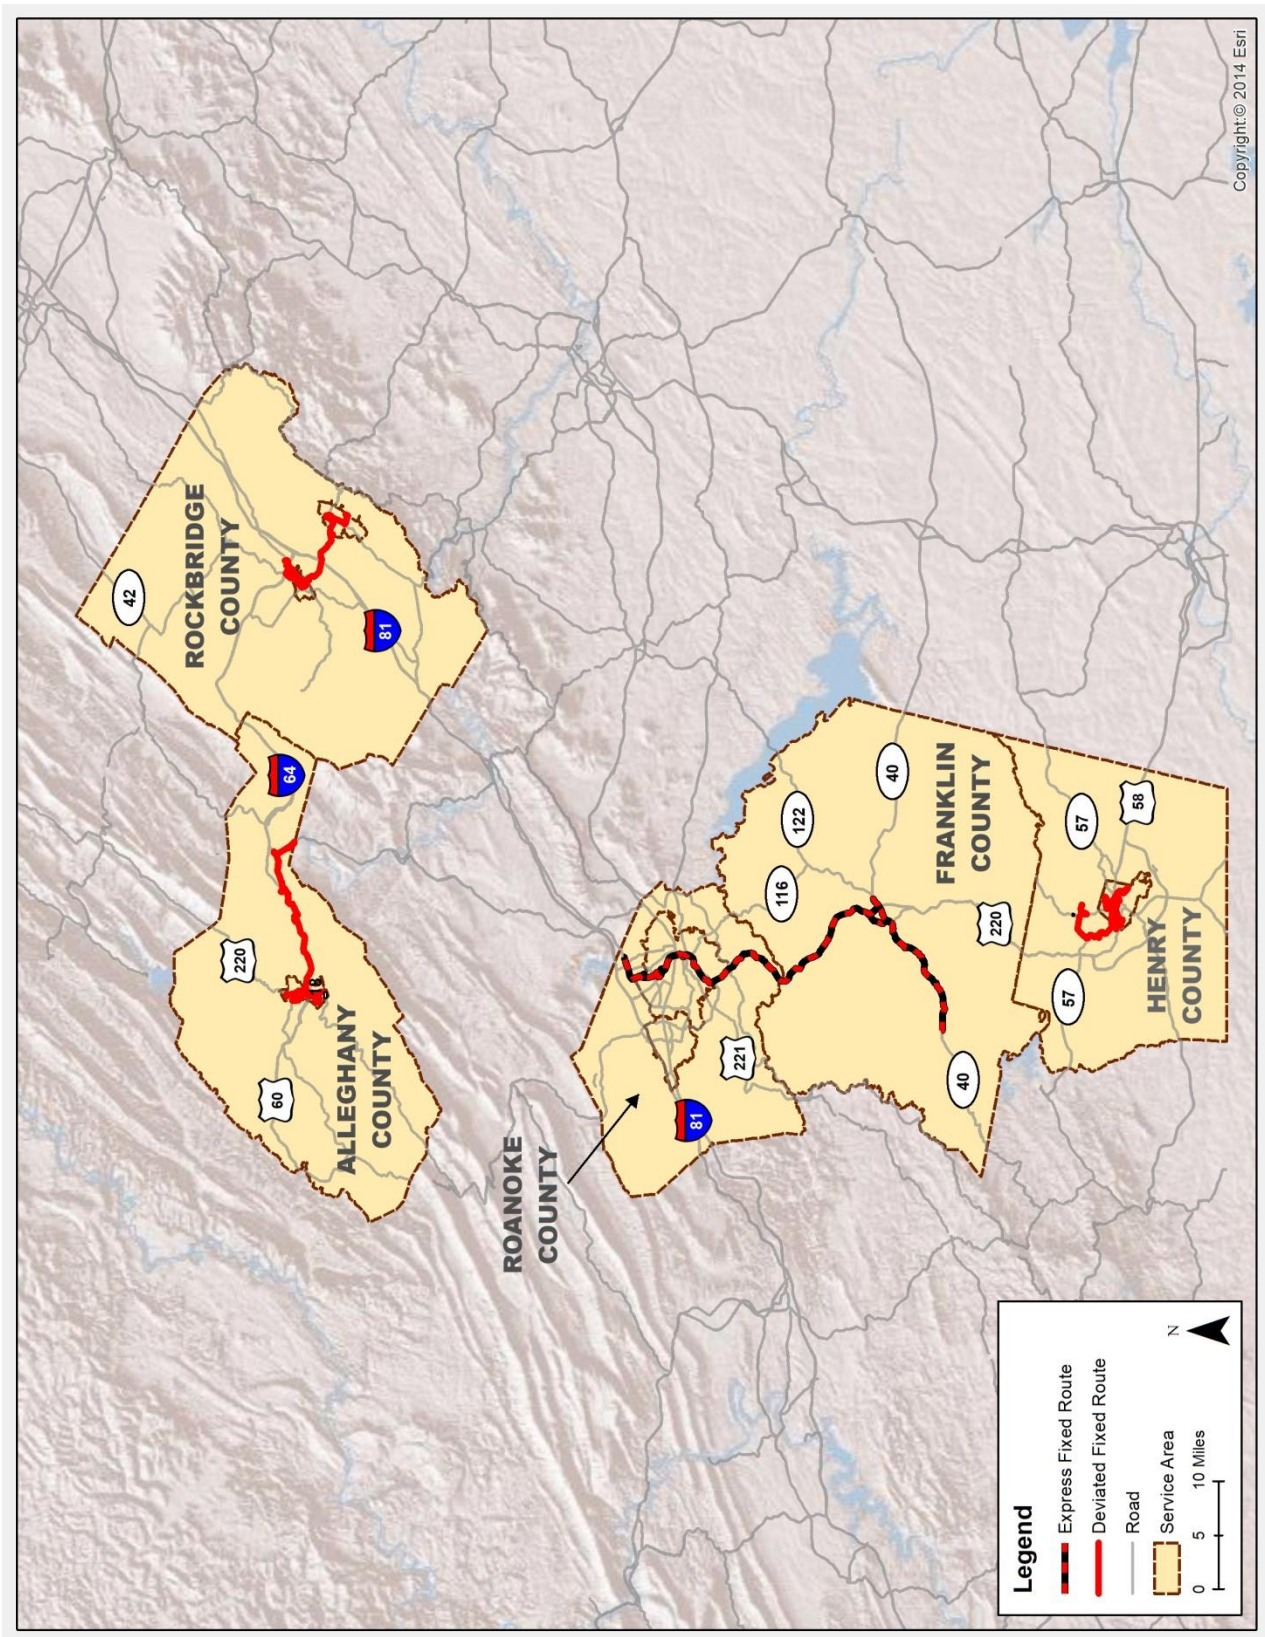 42
ROCKBRIDGE
COUNTY
220
60
64
18
ALLEGHANY
COUNTY
81
ROANOKE
COUNTY
81
221
116
122
40
FRANKLIN
COUNTY
40
220
57
57
58
HENRY
COUNTY
Legend
Express Fixed Route
Deviated Fixed Route
Road
Service Area
N
0 5 10 Miles
Copyright:© 2014 Esri